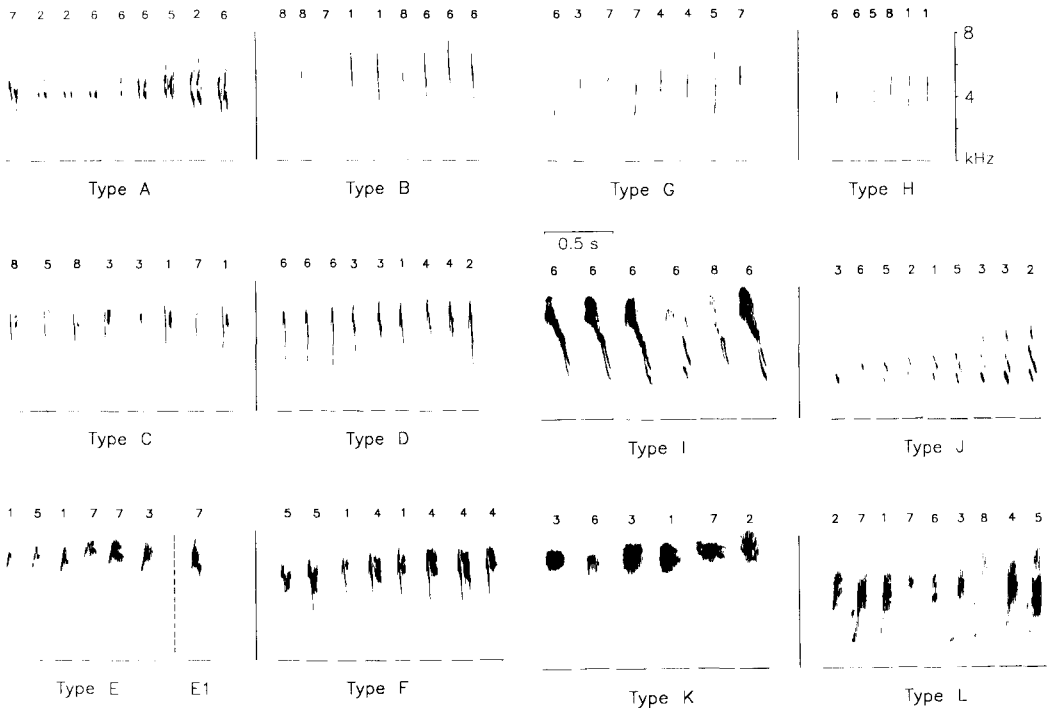 7 2 2 6 6 6 5 2 6
8 8 7 1 1 8 6 6 6
6 3 7 7 4 4 5 7
6 6 5 8 1 1
8
4
kHz
Type A
Type B
Type G
Type H
8 5 8 3 3 1 7 1
6 6 6 3 3 1 4 4 2
0.5 s
6 6 6 6 8 6
3 6 5 2 1 5 3 3 2
Type C
Type D
Type I
Type J
1 5 1 7 7 3 7
5 5 1 4 1 4 4 4
3 6 3 1 7 2
2 7 1 7 6 3 8 4 5
Type E
E1
Type F
Type K
Type L